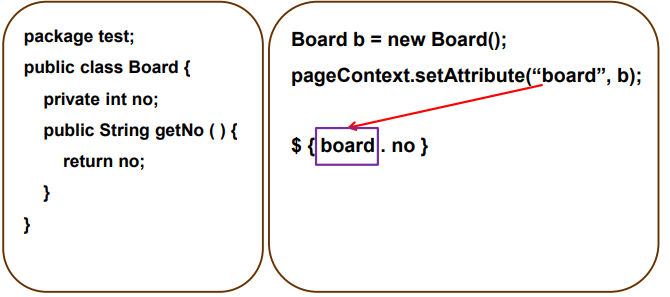 package test;
public class Board {
private int no;
public String getNo ( ) {
return no;
}
}
Board b = new Board();
pageContext.setAttribute(“board”, b);
$ { board . no }